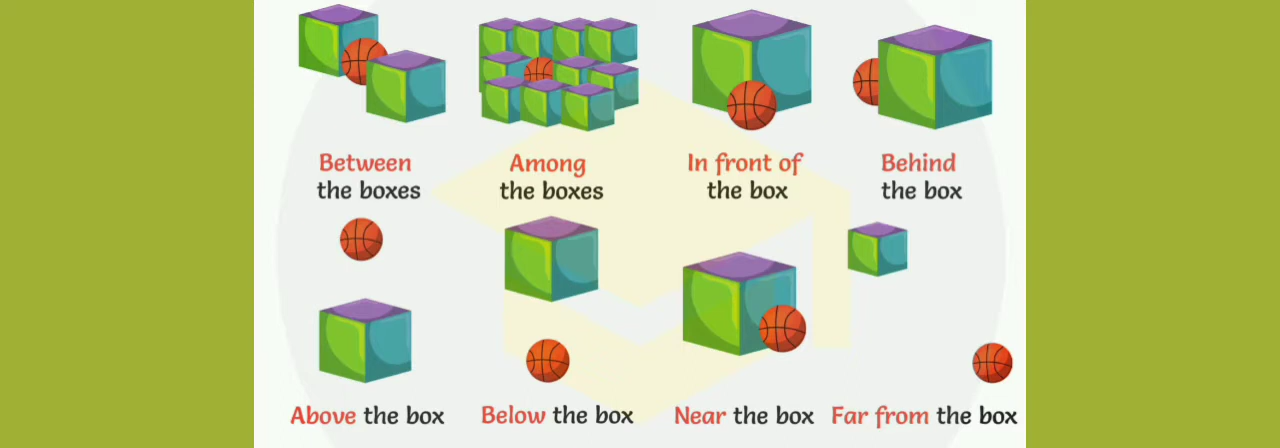 Between
the boxes
Among
the boxes
In front of
the box
Behind
the box
Above the box
Below the box
Near the box
Far from the box